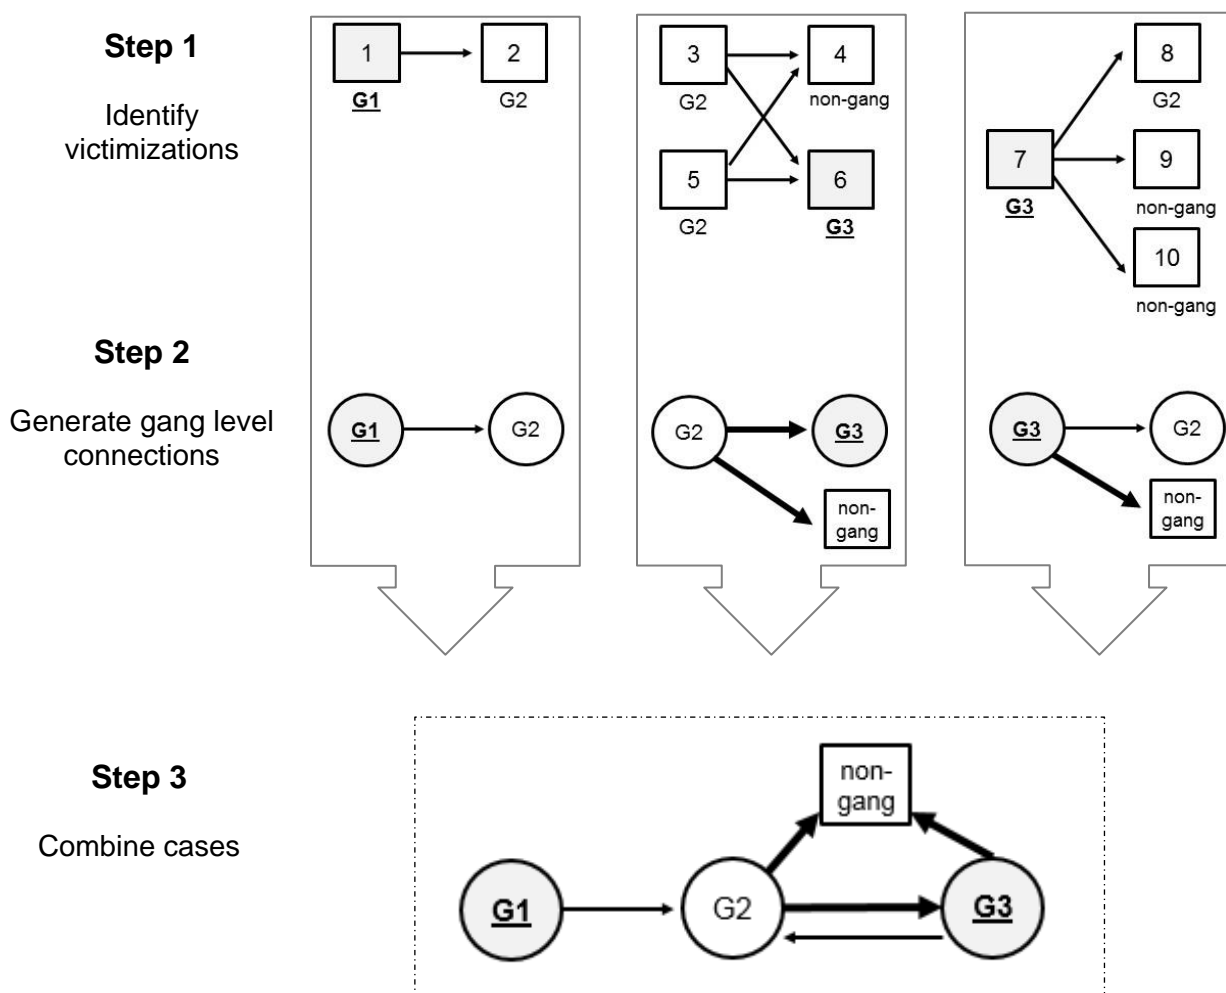 Step 1
Identify
victimizations
1
2
G1
G2
3
4
G2
non-gang
5
6
G2
G3
8
G2
7
9
G3
non-gang
10
non-gang
Step 2
Generate gang level
connections
G1
G2
G2
G3
non-
gang
G3
G2
non-
gang
Step 3
Combine cases
non-
gang
G1
G2
G3